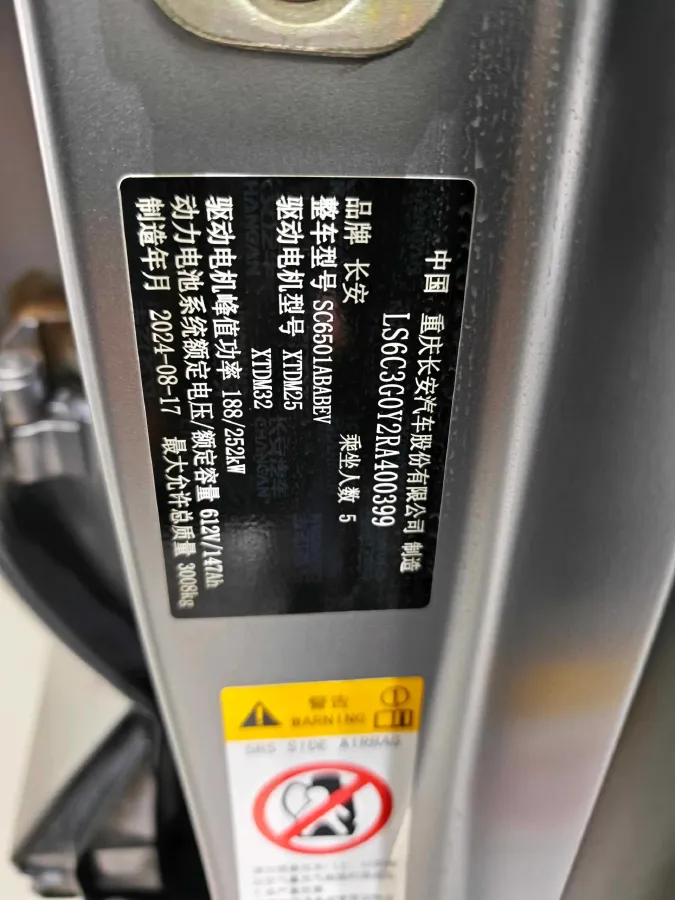 中国 重庆长安汽车股份有限公司 制造
LS6C3G0Y2RA400399
品牌 长安 乘坐人数 5
整车型号 SC6501ABABEV
驱动电机型号 XTDM25
XTDM32
驱动电机峰值功率 188/252kW
动力电池系统额定电压/额定容量 612V/147Ah
制造年月 2024-08-17 最大允许总质量 3008kg
警告
WARNING
SRS SIDE AIRBAG